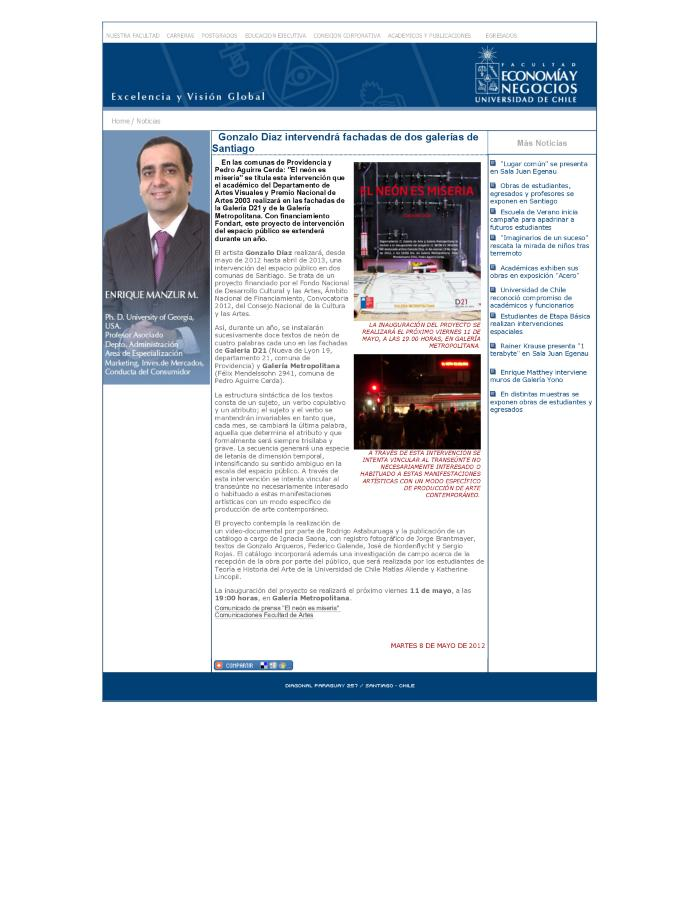 NUESTRA FACULTAD CARRERAS POSTGRADOS EDUCACION EJECUTIVA CONEXION CORPORATIVA ACADEMICOS Y PUBLICACIONES EGRESADOS
FACULTAD
ECONOMÍA Y
NEGOCIOS
UNIVERSIDAD DE CHILE
Excelencia y Visión Global
Home / Noticias
ENRIQUE MANZUR M.
Ph. D. University of Georgia,
USA.
Profesor Asociado
Depto. Administración
Area de Especialización
Marketing, Inves.de Mercados,
Conducta del Consumidor
Gonzalo Díaz intervendrá fachadas de dos galerías de
Santiago
En las comunas de Providencia y
Pedro Aguirre Cerda: "El neón es
miseria" se titula esta intervención que
el académico del Departamento de
Artes Visuales y Premio Nacional de
Artes 2003 realizará en las fachadas de
la Galería D21 y de la Galería
Metropolitana. Con financiamiento
Fondart, este proyecto de intervención
del espacio público se extenderá
durante un año.
El artista Gonzalo Díaz realizará, desde
mayo de 2012 hasta abril de 2013, una
intervención del espacio público en dos
comunas de Santiago. Se trata de un
proyecto financiado por el Fondo Nacional
de Desarrollo Cultural y las Artes, Ámbito
Nacional de Financiamiento, Convocatoria
2012, del Consejo Nacional de la Cultura
y las Artes.
Así, durante un año, se instalarán
sucesivamente doce textos de neón de
cuatro palabras cada uno en las fachadas
de Galería D21 (Nueva de Lyon 19,
departamento 21, comuna de
Providencia) y Galería Metropolitana
(Félix Mendelssohn 2941, comuna de
Pedro Aguirre Cerda).
La estructura sintáctica de los textos
consta de un sujeto, un verbo copulativo
y un atributo; el sujeto y el verbo se
mantendrán invariables en tanto que,
cada mes, se cambiará la última palabra,
aquella que determina el atributo y que
formalmente será siempre trisílaba y
grave. La secuencia generará una especie
de letanía de dimensión temporal,
intensificando su sentido ambiguo en la
escala del espacio público. A través de
esta intervención se intenta vincular al
transeúnte no necesariamente interesado
o habituado a estas manifestaciones
artísticas con un modo específico de
producción de arte contemporáneo.
El proyecto contempla la realización de
un video-documental por parte de Rodrigo Astaburuaga y la publicación de un
catálogo a cargo de Ignacia Saona, con registro fotográfico de Jorge Brantmayer,
textos de Gonzalo Arqueros, Federico Galende, José de Nordenflycht y Sergio
Rojas. El catálogo incorporará además una investigación de campo acerca de la
recepción de la obra por parte del público, que será realizada por los estudiantes de
Teoría e Historia del Arte de la Universidad de Chile Matías Allende y Katherine
Lincopil.
La inauguración del proyecto se realizará el próximo viernes 11 de mayo, a las
19:00 horas, en Galería Metropolitana.
Comunicado de prensa "El neón es miseria"
Comunicaciones Facultad de Artes
MARTES 8 DE MAYO DE 2012
COMPARTIR
EL NEÓN ES MISERIA
GALERÍA METROPOLITANA
D21
LA INAUGURACIÓN DEL PROYECTO SE
REALIZARÁ EL PRÓXIMO VIERNES 11 DE
MAYO, A LAS 19:00 HORAS, EN GALERÍA
METROPOLITANA.
A TRAVÉS DE ESTA INTERVENCIÓN SE
INTENTA VINCULAR AL TRANSEÚNTE NO
NECESARIAMENTE INTERESADO O
HABITUADO A ESTAS MANIFESTACIONES
ARTÍSTICAS CON UN MODO ESPECÍFICO
DE PRODUCCIÓN DE ARTE
CONTEMPORÁNEO.
Más Noticias
"Lugar común" se presenta
en Sala Juan Egenau
Obras de estudiantes,
egresados y profesores se
exponen en Santiago
Escuela de Verano inicia
campaña para apadrinar a
futuros estudiantes
"Imaginarios de un suceso"
rescata la mirada de niños tras
terremoto
Académicas exhiben sus
obras en exposición "Acero"
Universidad de Chile
reconoció compromiso de
académicos y funcionarios
Estudiantes de Etapa Básica
realizan intervenciones
espaciales
Rainer Krause presenta "1
terabyte" en Sala Juan Egenau
Enrique Matthey interviene
muros de Galería Yono
En distintas muestras se
exponen obras de estudiantes y
egresados
DIAGONAL PARAGUAY 257 / SANTIAGO - CHILE